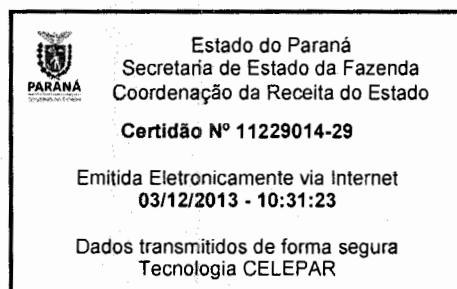 Estado do Paraná
Secretaria de Estado da Fazenda
PARANÁ
Coordenação da Receita do Estado
Certidão Nº 11229014-29
Emitida Eletronicamente via Internet
03/12/2013 - 10:31:23
Dados transmitidos de forma segura
Tecnologia CELEPAR